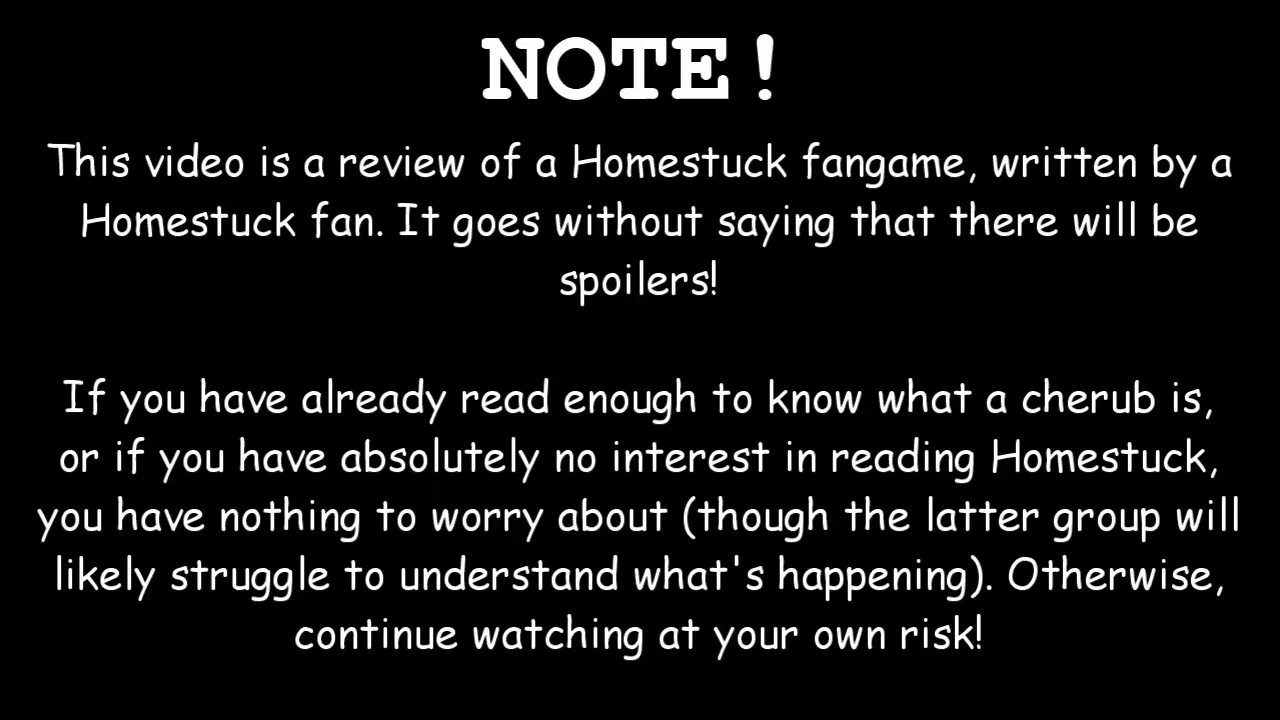 NOTE!
This video is a review of a Homestuck fangame, written by a
Homestuck fan. It goes without saying that there will be
spoilers!
If you have already read enough to know what a cherub is,
or if you have absolutely no interest in reading Homestuck,
you have nothing to worry about (though the latter group will
likely struggle to understand what's happening). Otherwise,
continue watching at your own risk!